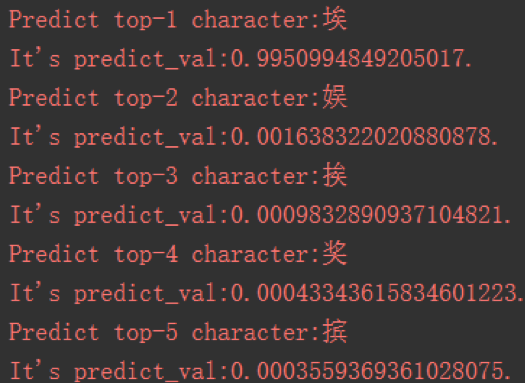 Predict top-1 character:埃
It's predict_val:0.9950994849205017.
Predict top-2 character:娱
It's predict_val:0.001638322020880878.
Predict top-3 character:挨
It's predict_val:0.0009832890937104821.
Predict top-4 character:奖
It's predict_val:0.00043343615834601223.
Predict top-5 character:摈
It's predict_val:0.0003559369361028075.